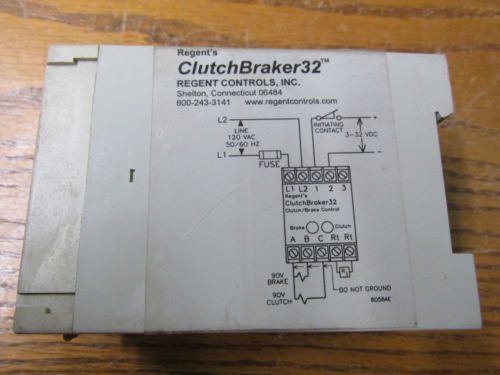 Regent's
ClutchBraker32™
REGENT CONTROLS, INC.
Shelton, Connecticut 06484
800-243-3141 www.regentcontrols.com
L2
LINE
120 VAC
50/60 HZ
L1
FUSE
INITIATING
CONTACT
+
3-32 VDC
-
L1 L2 1 2 3
Regent's
ClutchBraker32
Clutch/Brake Control
Brake Clutch
A B C Rt Rt
90V
BRAKE
90V
CLUTCH
DO NOT GROUND
8058AE